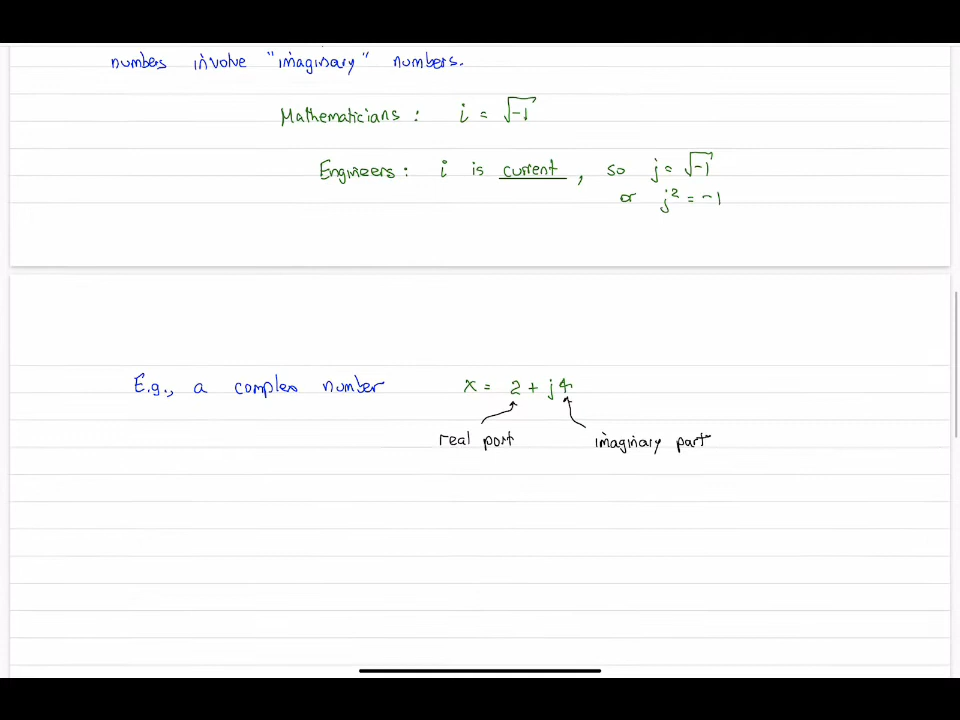 numbers involve "imaginary" numbers.
Mathematicians : i = √-1
Engineers : i is current , so j = √-1
or j² = -1
E.g., a complex number x = 2 + j4
real part imaginary part